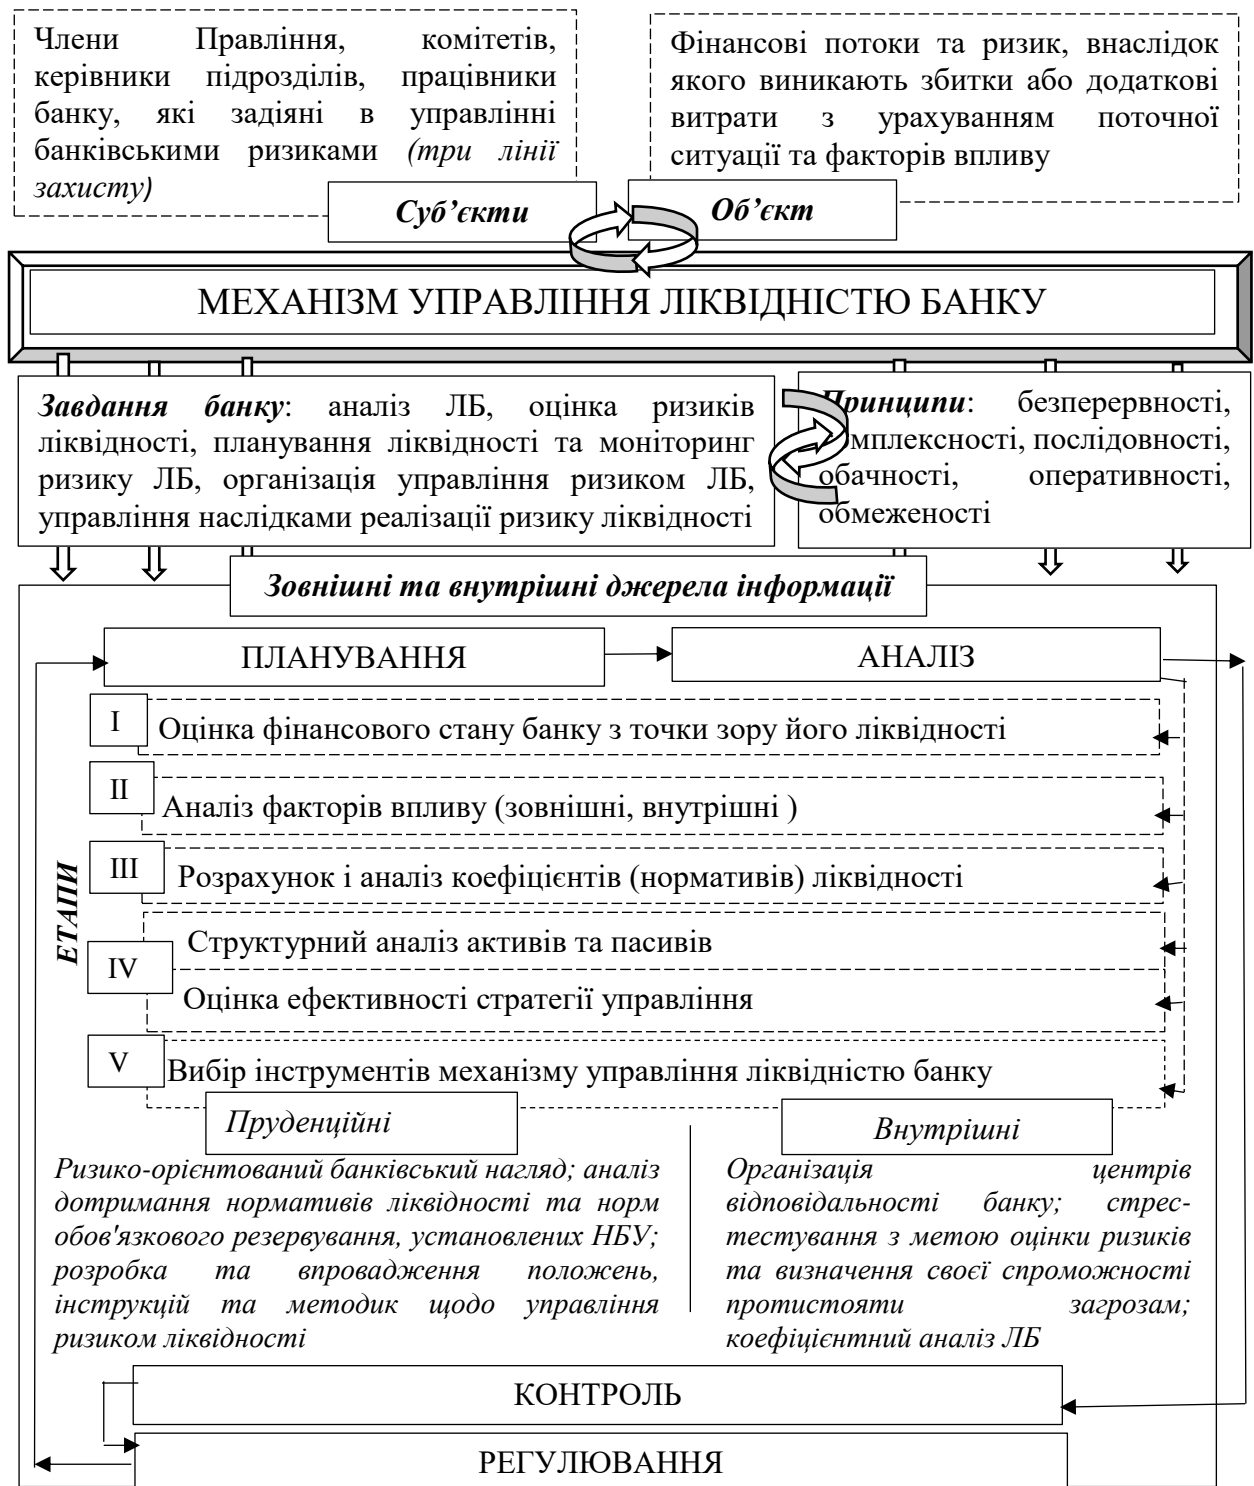 Члени Правління, комітетів,
керівники підрозділів, працівники
банку, які задіяні в управлінні
банківськими ризиками (три лінії
захисту)
Фінансові потоки та ризик, внаслідок
якого виникають збитки або додаткові
витрати з урахуванням поточної
ситуації та факторів впливу
Суб’єкти
Об’єкт
МЕХАНІЗМ УПРАВЛІННЯ ЛІКВІДНІСТЮ БАНКУ
Завдання банку: аналіз ЛБ, оцінка ризиків
ліквідності, планування ліквідності та моніторинг
ризику ЛБ, організація управління ризиком ЛБ,
управління наслідками реалізації ризику ліквідності
Принципи: безперервності,
комплексності, послідовності,
обачності, оперативності,
обмеженості
Зовнішні та внутрішні джерела інформації
ПЛАНУВАННЯ
АНАЛІЗ
ЕТАПИ
I
Оцінка фінансового стану банку з точки зору його ліквідності
II
Аналіз факторів впливу (зовнішні, внутрішні )
III
Розрахунок і аналіз коефіцієнтів (нормативів) ліквідності
IV
Структурний аналіз активів та пасивів
Оцінка ефективності стратегії управління
V
Вибір інструментів механізму управління ліквідністю банку
Пруденційні
Ризико-орієнтований банківський нагляд; аналіз
дотримання нормативів ліквідності та норм
обов'язкового резервування, установлених НБУ;
розробка та впровадження положень,
інструкцій та методик щодо управління
ризиком ліквідності
Внутрішні
Організація центрів
відповідальності банку; стрес-
тестування з метою оцінки ризиків
та визначення своєї спроможності
протистояти загрозам;
коефіцієнтний аналіз ЛБ
КОНТРОЛЬ
РЕГУЛЮВАННЯ